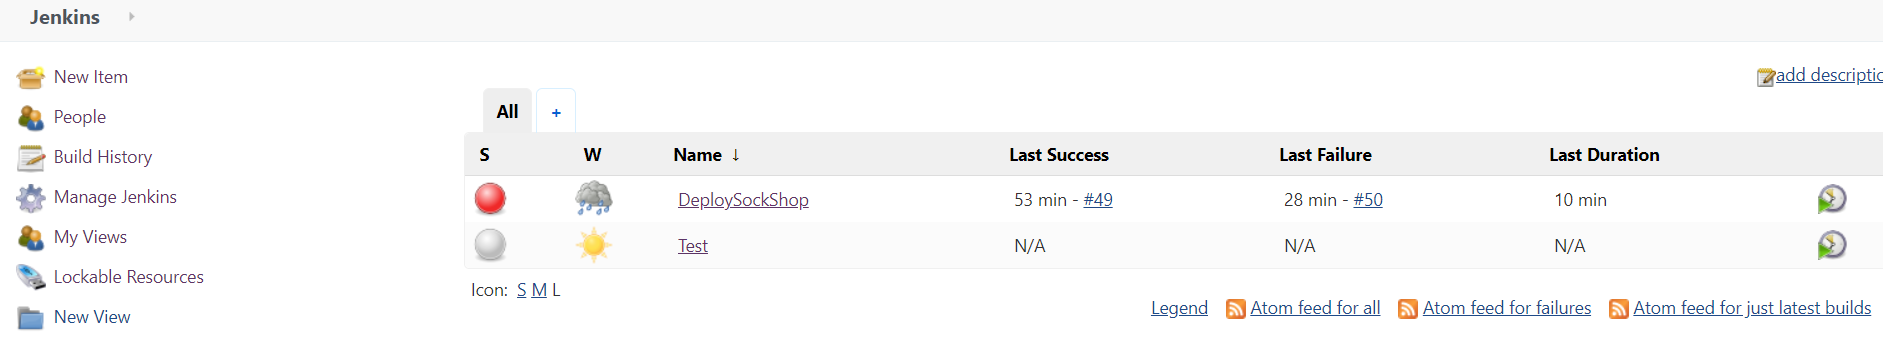 Jenkins
New Item
People
Build History
Manage Jenkins
My Views
Lockable Resources
New View
add descriptio
All +
S W Name ↓ Last Success Last Failure Last Duration
DeploySockShop 53 min - #49 28 min - #50 10 min
Test N/A N/A N/A
Icon: S M L
Legend Atom feed for all Atom feed for failures Atom feed for just latest builds